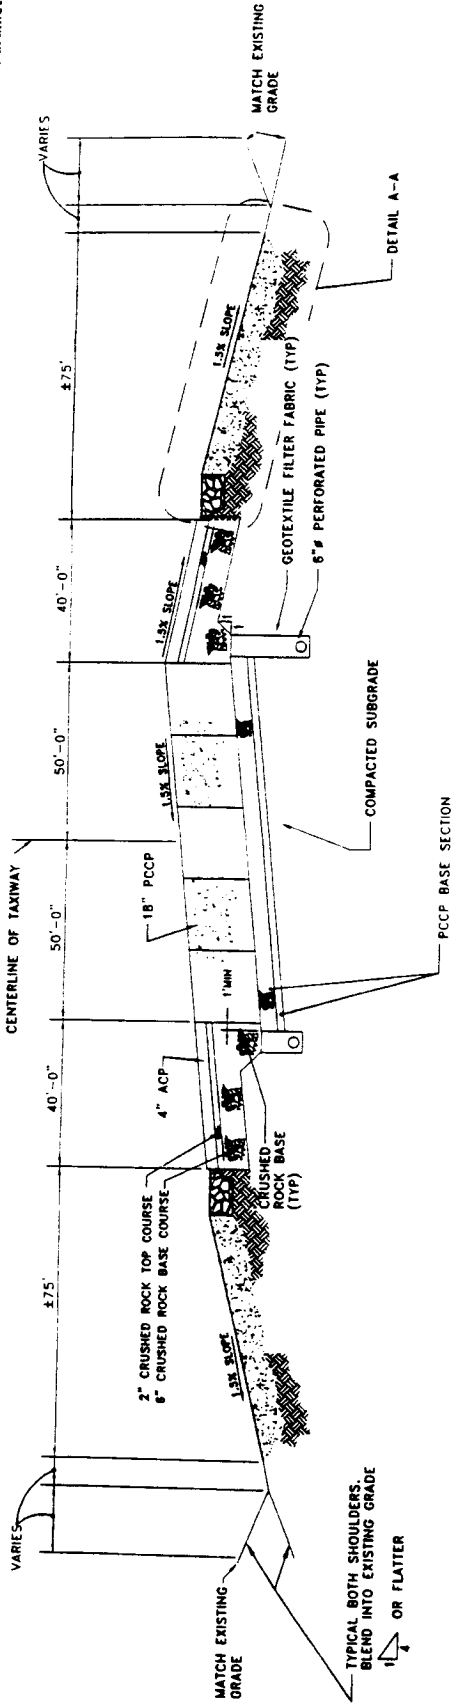 VARIES
±75'
40'-0"
50'-0"
CENTERLINE OF TAXIWAY
50'-0"
40'-0"
±75'
VARIES
MATCH EXISTING
GRADE
1.5% SLOPE
2" CRUSHED ROCK TOP COURSE
6" CRUSHED ROCK BASE COURSE
4" ACP
1'MIN
18" PCCP
1.5% SLOPE
1.5% SLOPE
1
1
1.5% SLOPE
MATCH EXISTING
GRADE
TYPICAL BOTH SHOULDERS.
BLEND INTO EXISTING GRADE
1
4
OR FLATTER
CRUSHED
ROCK BASE
(TYP)
PCCP BASE SECTION
COMPACTED SUBGRADE
6"ø PERFORATED PIPE (TYP)
GEOTEXTILE FILTER FABRIC (TYP)
DETAIL A-A